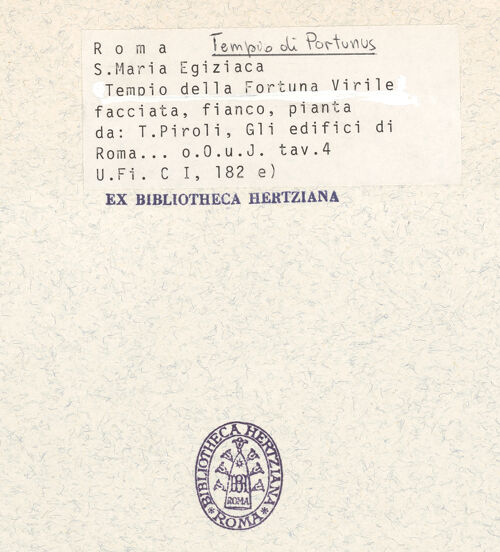 Roma Tempio di Portunus
S.Maria Egiziaca
Tempio della Fortuna Virile
facciata, fianco, pianta
da: T.Piroli, Gli edifici di
Roma... o.O.u.J. tav.4
U.Fi. C I, 182 e)
EX BIBLIOTHECA HERTZIANA
BIBLIOTHECA HERTZIANA
ROMA
ROMA